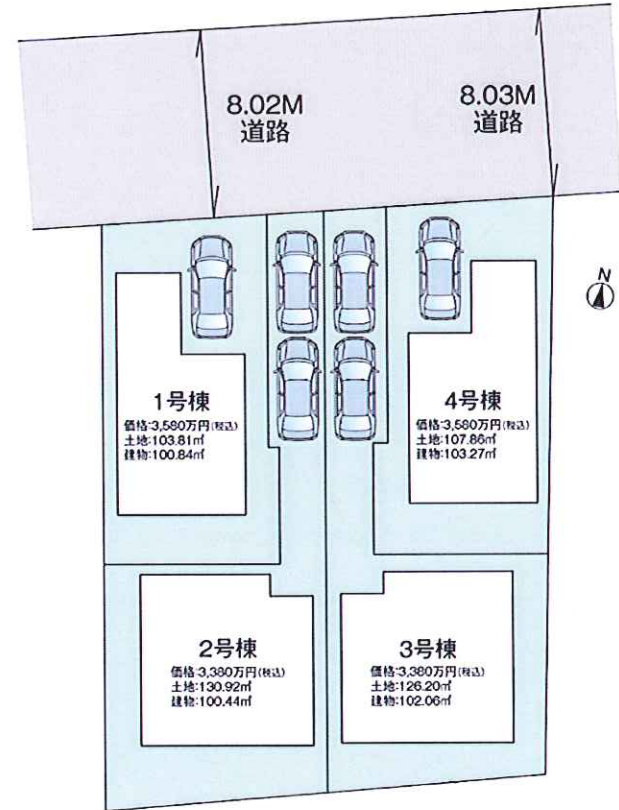 8.02M
道路
8.03M
道路
N
1号棟
価格:3,580万円(税込)
土地:103.81㎡
建物:100.84㎡
4号棟
価格:3,580万円(税込)
土地:107.86㎡
建物:103.27㎡
2号棟
価格:3,380万円(税込)
土地:130.92㎡
建物:100.44㎡
3号棟
価格:3,380万円(税込)
土地:126.20㎡
建物:102.06㎡